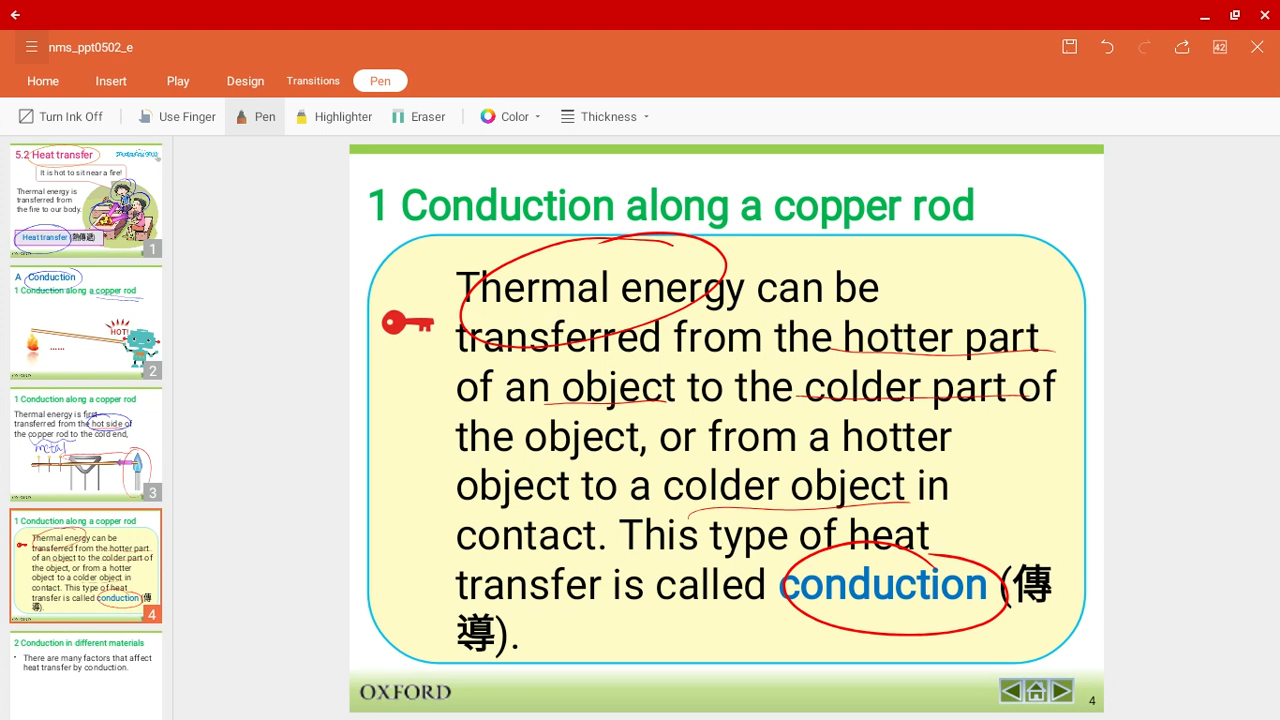 nms_ppt0502_e
42
Home Insert Play Design Transitions Pen
Turn Ink Off Use Finger Pen Highlighter Eraser Color Thickness
5.2 Heat transfer
It is hot to sit near a fire!
Thermal energy is
transferred from
the fire to our body.
Heat transfer (熱傳遞)
1
A Conduction
1 Conduction along a copper rod
HOT!
......
2
1 Conduction along a copper rod
Thermal energy is first
transferred from the hot side of
the copper rod to the cold end,
metal
3
1 Conduction along a copper rod
Thermal energy can be
transferred from the hotter part
of an object to the colder part of
the object, or from a hotter
object to a colder object in
contact. This type of heat
transfer is called conduction (傳
導).
4
2 Conduction in different materials
• There are many factors that affect
heat transfer by conduction.
1 Conduction along a copper rod
Thermal energy can be
transferred from the hotter part
of an object to the colder part of
the object, or from a hotter
object to a colder object in
contact. This type of heat
transfer is called conduction (傳
導).
OXFORD
4